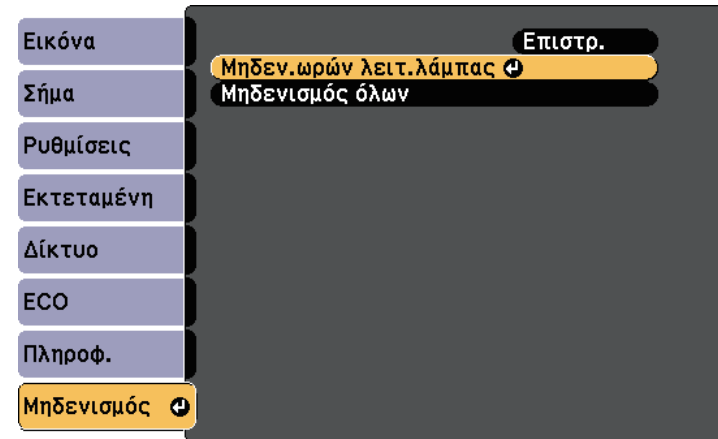 Εικόνα
Σήμα
Ρυθμίσεις
Εκτεταμένη
Δίκτυο
ECO
Πληροφ.
Μηδενισμός
Επιστρ.
Μηδεν.ωρών λειτ.λάμπας
Μηδενισμός όλων